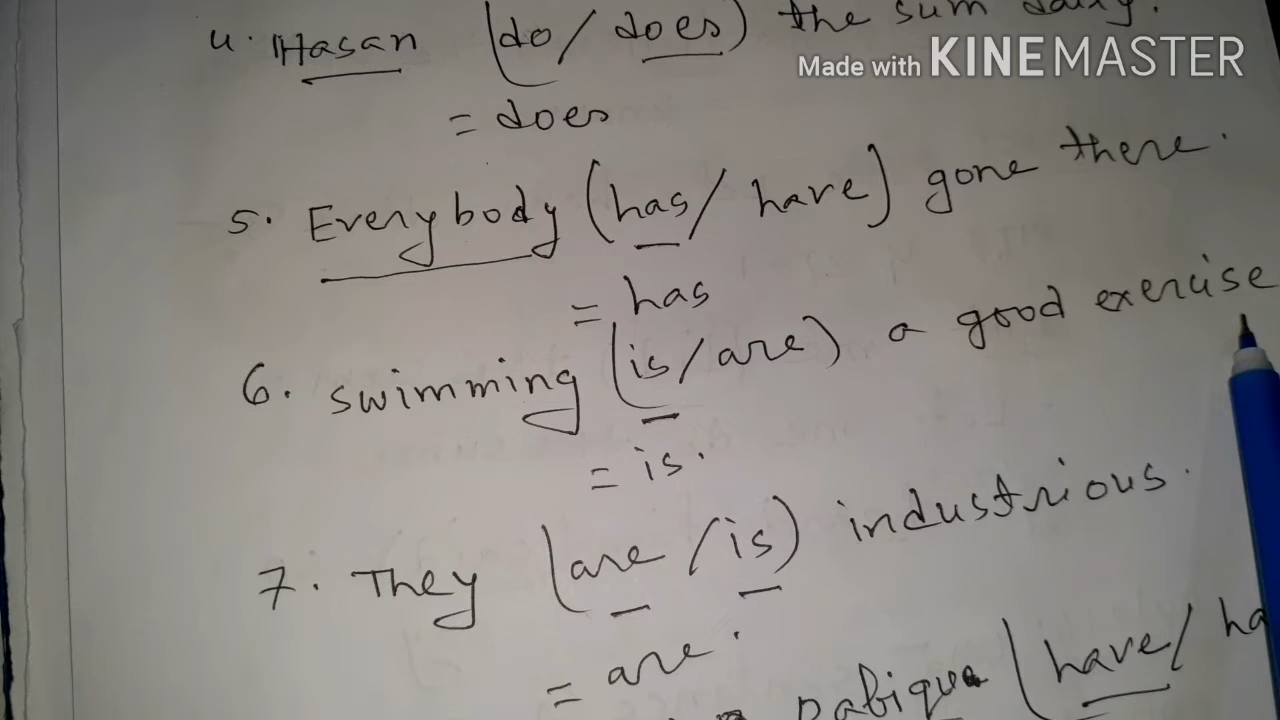 4. Hasan (do/does) the sum daily.
Made with KINEMASTER
= does
5. Everybody (has/have) gone there.
= has
6. swimming (is/are) a good exercise
= is.
7. They (are/is) industrious.
= are.
(have/